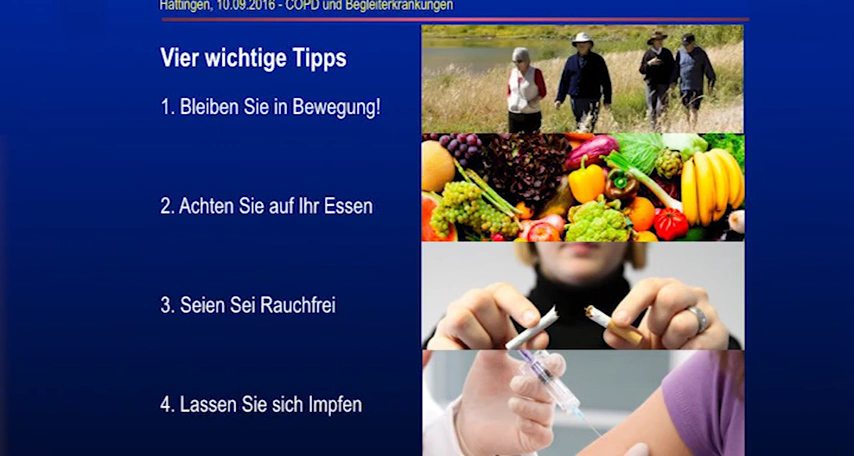 Hattingen, 10.09.2016 - COPD und Begleiterkrankungen
Vier wichtige Tipps
1. Bleiben Sie in Bewegung!
2. Achten Sie auf Ihr Essen
3. Seien Sei Rauchfrei
4. Lassen Sie sich Impfen